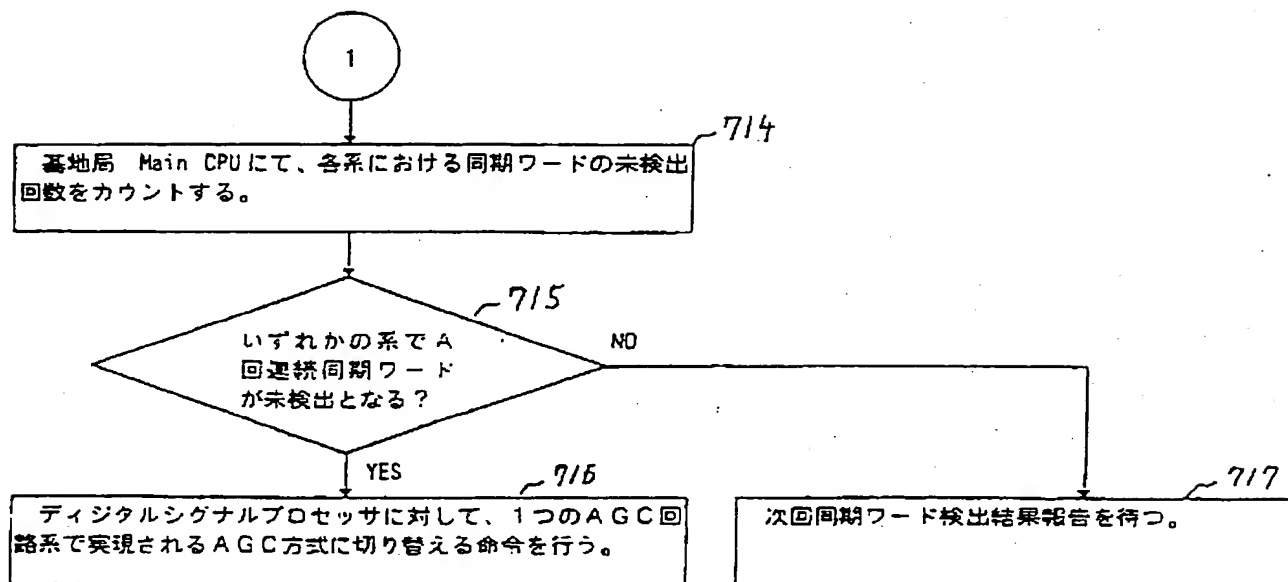 1
714
基地局 Main CPUにて、各系における同期ワードの未検出
回数をカウントする。
715
いずれかの系でA
回連続同期ワード
が未検出となる？
NO
YES
716
ディジタルシグナルプロセッサに対して、1つのAGC回
路系で実現されるAGC方式に切り替える命令を行う。
717
次回同期ワード検出結果報告を待つ。